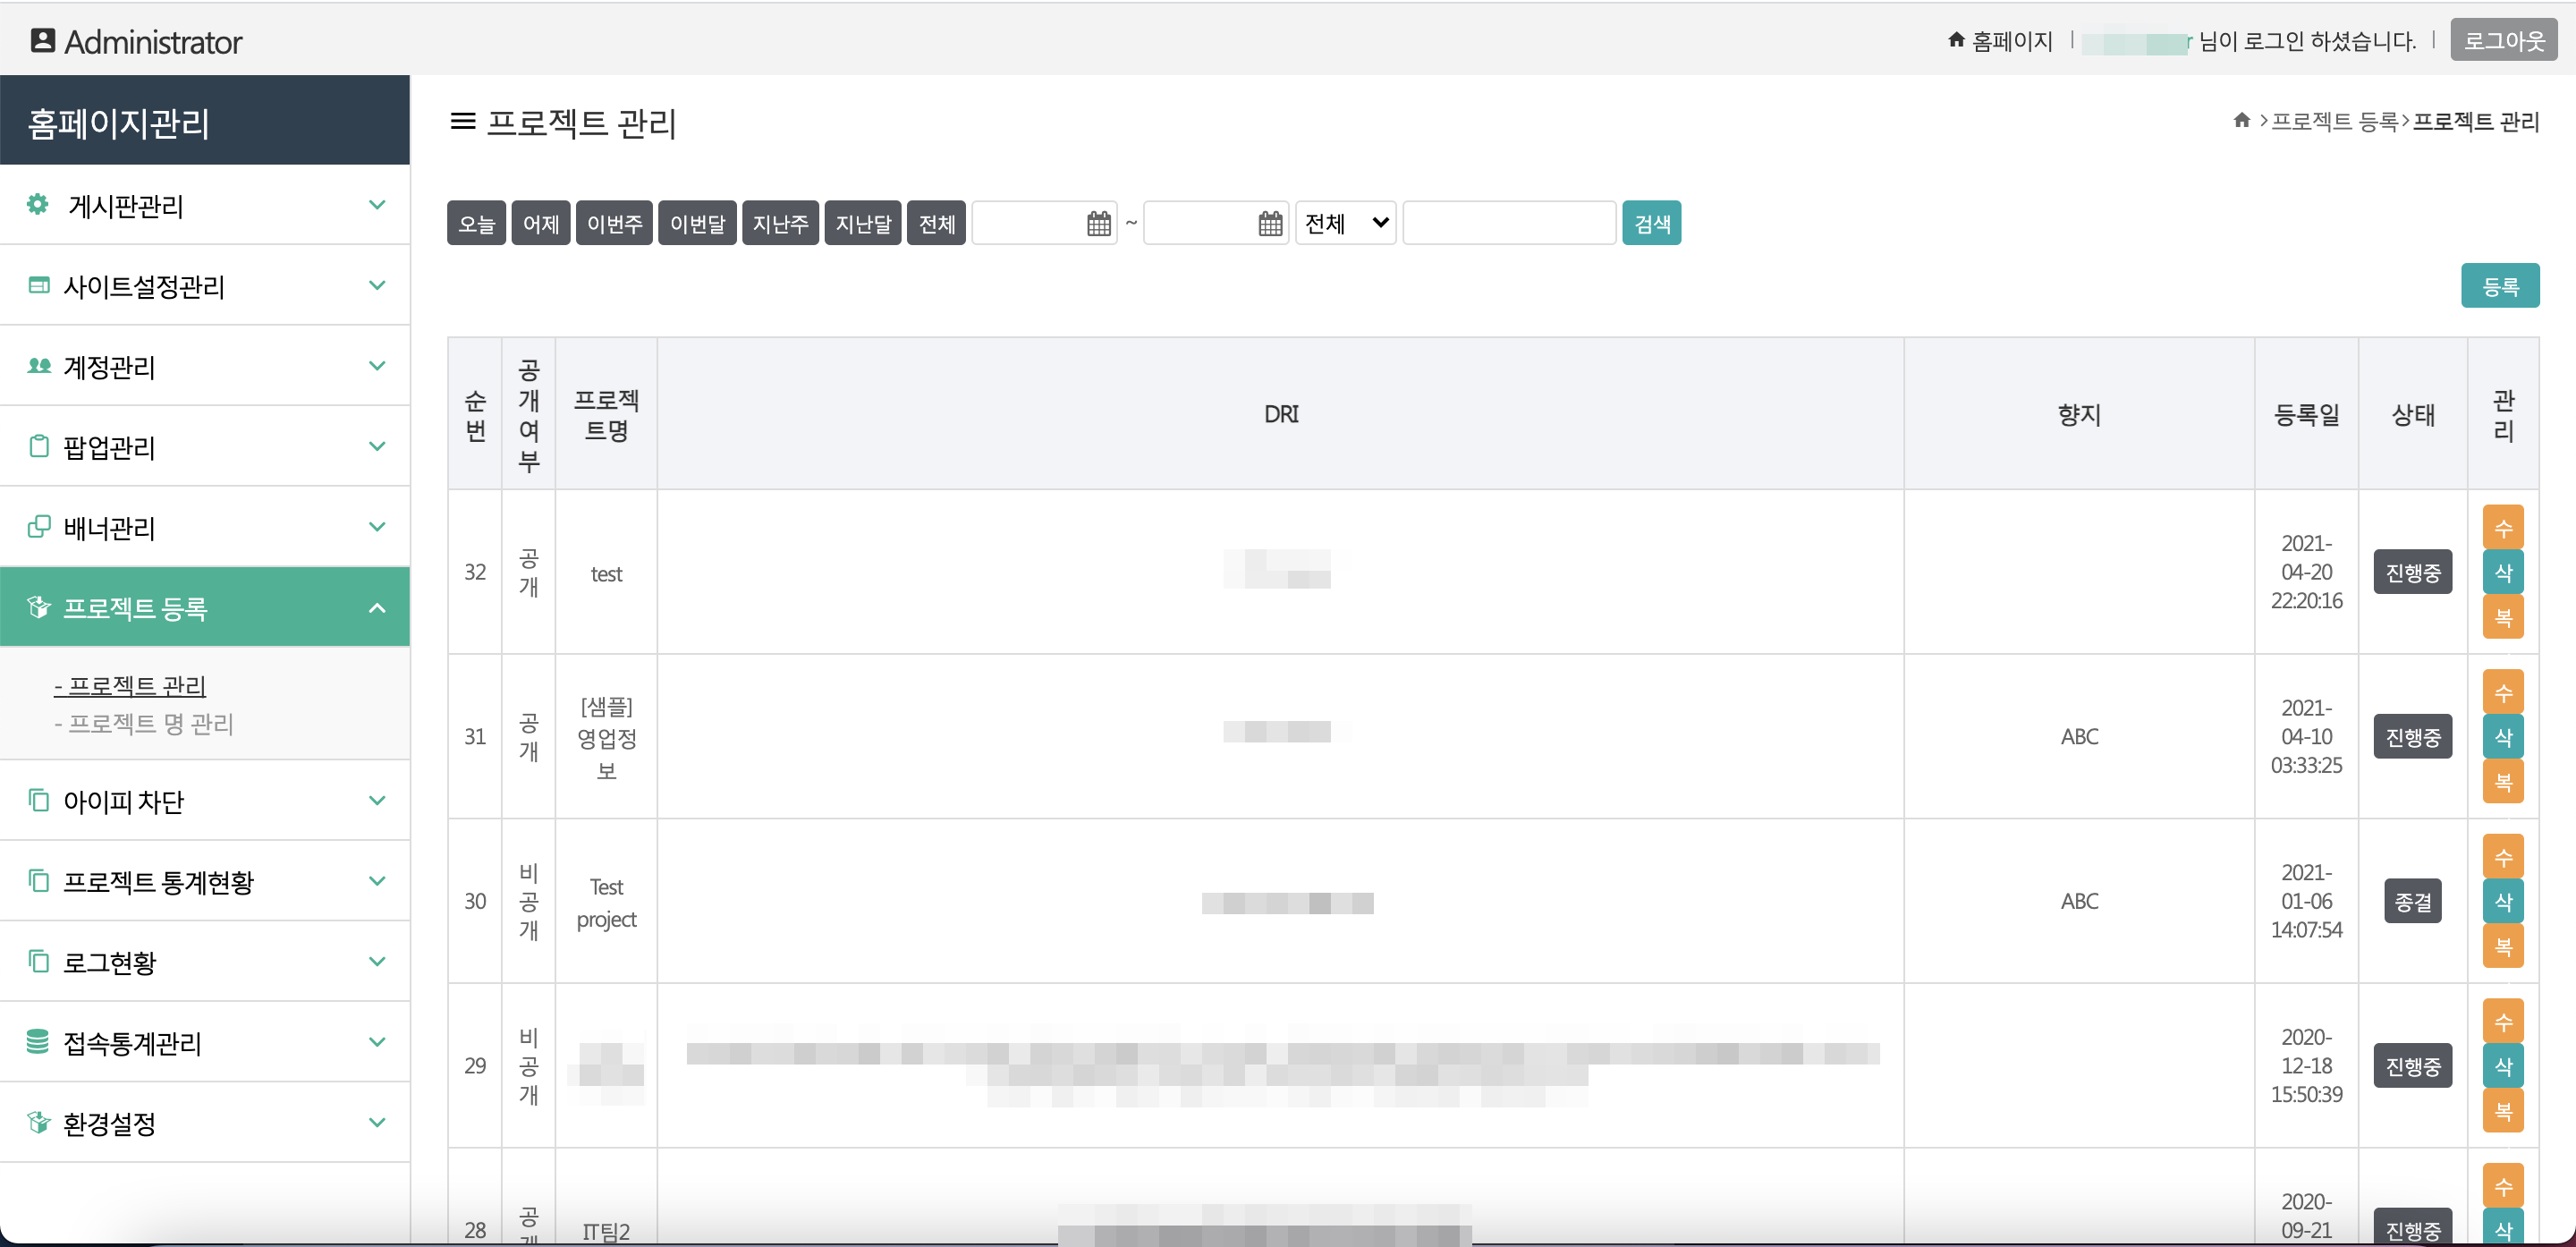 Administrator
홈페이지 | 님이 로그인 하셨습니다. | 로그아웃
홈페이지관리
게시판관리
사이트설정관리
계정관리
팝업관리
배너관리
프로젝트 등록
- 프로젝트 관리
- 프로젝트 명 관리
아이피 차단
프로젝트 통계현황
로그현황
접속통계관리
환경설정
프로젝트 관리
>프로젝트 등록>프로젝트 관리
오늘 어제 이번주 이번달 지난주 지난달 전체 ~ 전체 검색
등록
순
번
공
개
여
부
프로젝
트명
DRI
향지
등록일
상태
관
리
32
공
개
test
2021-
04-20
22:20:16
진행중
수
삭
복
31
공
개
[샘플]
영업정
보
ABC
2021-
04-10
03:33:25
진행중
수
삭
복
30
비
공
개
Test
project
ABC
2021-
01-06
14:07:54
종결
수
삭
복
29
비
공
개
2020-
12-18
15:50:39
진행중
수
삭
복
28
공
IT팀2
2020-
09-21
진행중
수
삭